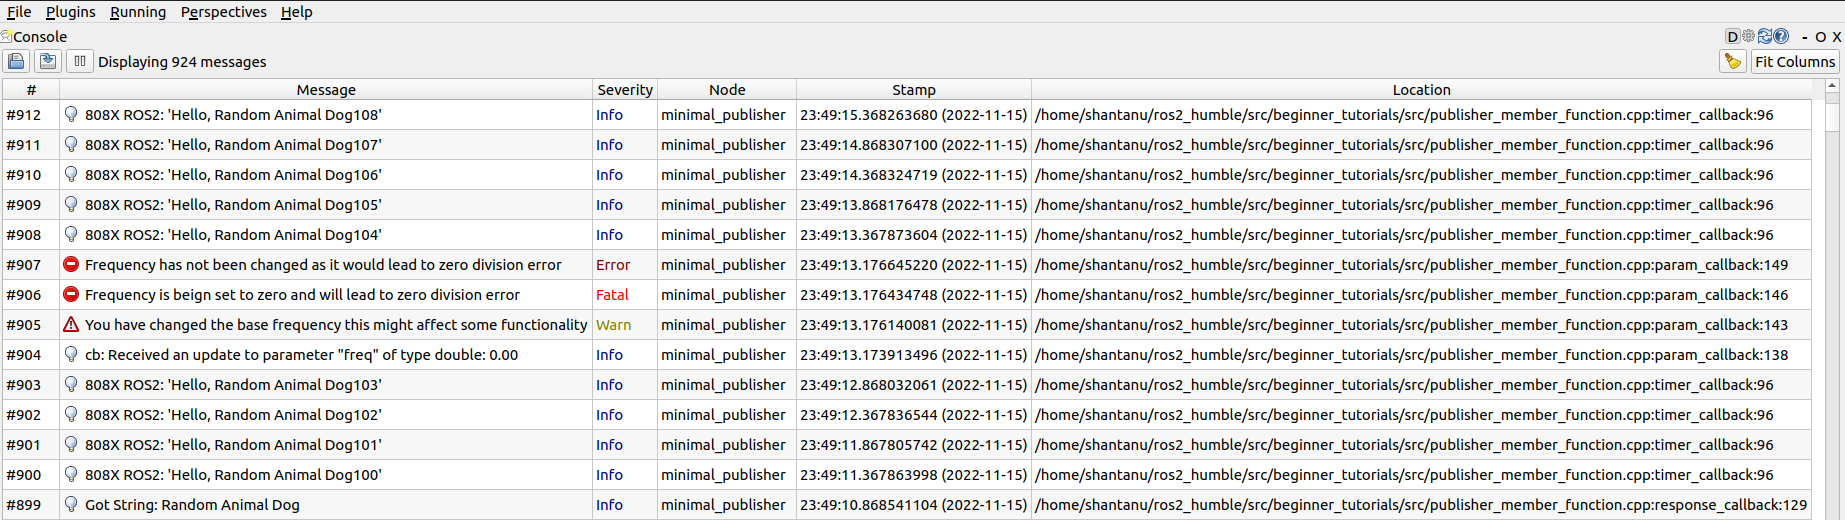 File Plugins Running Perspectives Help
Console D - O X
Displaying 924 messages Fit Columns
# Message Severity Node Stamp Location
#912 808X ROS2: 'Hello, Random Animal Dog108' Info minimal_publisher 23:49:15.368263680 (2022-11-15) /home/shantanu/ros2_humble/src/beginner_tutorials/src/publisher_member_function.cpp:timer_callback:96
#911 808X ROS2: 'Hello, Random Animal Dog107' Info minimal_publisher 23:49:14.868307100 (2022-11-15) /home/shantanu/ros2_humble/src/beginner_tutorials/src/publisher_member_function.cpp:timer_callback:96
#910 808X ROS2: 'Hello, Random Animal Dog106' Info minimal_publisher 23:49:14.368324719 (2022-11-15) /home/shantanu/ros2_humble/src/beginner_tutorials/src/publisher_member_function.cpp:timer_callback:96
#909 808X ROS2: 'Hello, Random Animal Dog105' Info minimal_publisher 23:49:13.868176478 (2022-11-15) /home/shantanu/ros2_humble/src/beginner_tutorials/src/publisher_member_function.cpp:timer_callback:96
#908 808X ROS2: 'Hello, Random Animal Dog104' Info minimal_publisher 23:49:13.367873604 (2022-11-15) /home/shantanu/ros2_humble/src/beginner_tutorials/src/publisher_member_function.cpp:timer_callback:96
#907 Frequency has not been changed as it would lead to zero division error Error minimal_publisher 23:49:13.176645220 (2022-11-15) /home/shantanu/ros2_humble/src/beginner_tutorials/src/publisher_member_function.cpp:param_callback:149
#906 Frequency is beign set to zero and will lead to zero division error Fatal minimal_publisher 23:49:13.176434748 (2022-11-15) /home/shantanu/ros2_humble/src/beginner_tutorials/src/publisher_member_function.cpp:param_callback:146
#905 You have changed the base frequency this might affect some functionality Warn minimal_publisher 23:49:13.176140081 (2022-11-15) /home/shantanu/ros2_humble/src/beginner_tutorials/src/publisher_member_function.cpp:param_callback:143
#904 cb: Received an update to parameter "freq" of type double: 0.00 Info minimal_publisher 23:49:13.173913496 (2022-11-15) /home/shantanu/ros2_humble/src/beginner_tutorials/src/publisher_member_function.cpp:param_callback:138
#903 808X ROS2: 'Hello, Random Animal Dog103' Info minimal_publisher 23:49:12.868032061 (2022-11-15) /home/shantanu/ros2_humble/src/beginner_tutorials/src/publisher_member_function.cpp:timer_callback:96
#902 808X ROS2: 'Hello, Random Animal Dog102' Info minimal_publisher 23:49:12.367836544 (2022-11-15) /home/shantanu/ros2_humble/src/beginner_tutorials/src/publisher_member_function.cpp:timer_callback:96
#901 808X ROS2: 'Hello, Random Animal Dog101' Info minimal_publisher 23:49:11.867805742 (2022-11-15) /home/shantanu/ros2_humble/src/beginner_tutorials/src/publisher_member_function.cpp:timer_callback:96
#900 808X ROS2: 'Hello, Random Animal Dog100' Info minimal_publisher 23:49:11.367863998 (2022-11-15) /home/shantanu/ros2_humble/src/beginner_tutorials/src/publisher_member_function.cpp:timer_callback:96
#899 Got String: Random Animal Dog Info minimal_publisher 23:49:10.868541104 (2022-11-15) /home/shantanu/ros2_humble/src/beginner_tutorials/src/publisher_member_function.cpp:response_callback:129